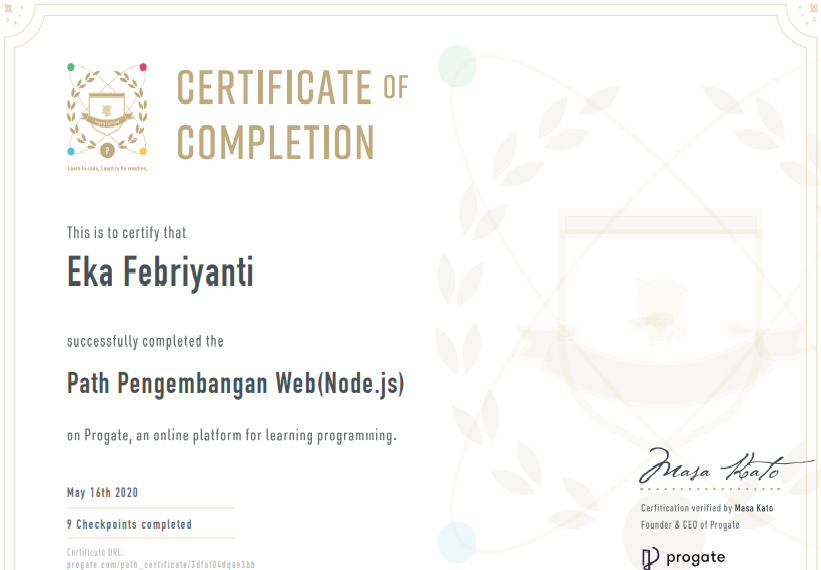 CERTIFICATE OF
COMPLETION
Learn to code, Learn to be creative.
This is to certify that
Eka Febriyanti
successfully completed the
Path Pengembangan Web(Node.js)
on Progate, an online platform for learning programming.
May 16th 2020
9 Checkpoints completed
Certificate URL:
progate.com/path_certificate/3dfaf04dqae3bb
Masa Kato
Cerfitication verified by Masa Kato
Founder & CEO of Progate
progate